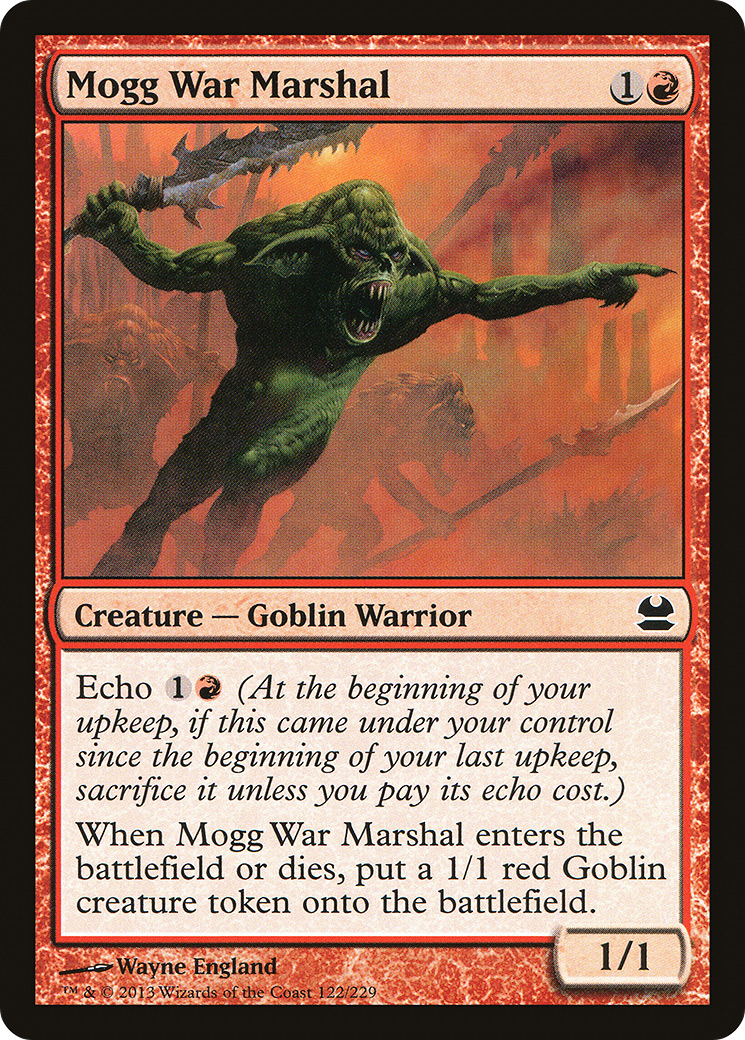 Mogg War Marshal 1
Creature — Goblin Warrior
Echo 1 (At the beginning of your
upkeep, if this came under your control
since the beginning of your last upkeep,
sacrifice it unless you pay its echo cost.)
When Mogg War Marshal enters the
battlefield or dies, put a 1/1 red Goblin
creature token onto the battlefield.
1/1
Wayne England
™ & © 2013 Wizards of the Coast 122/229